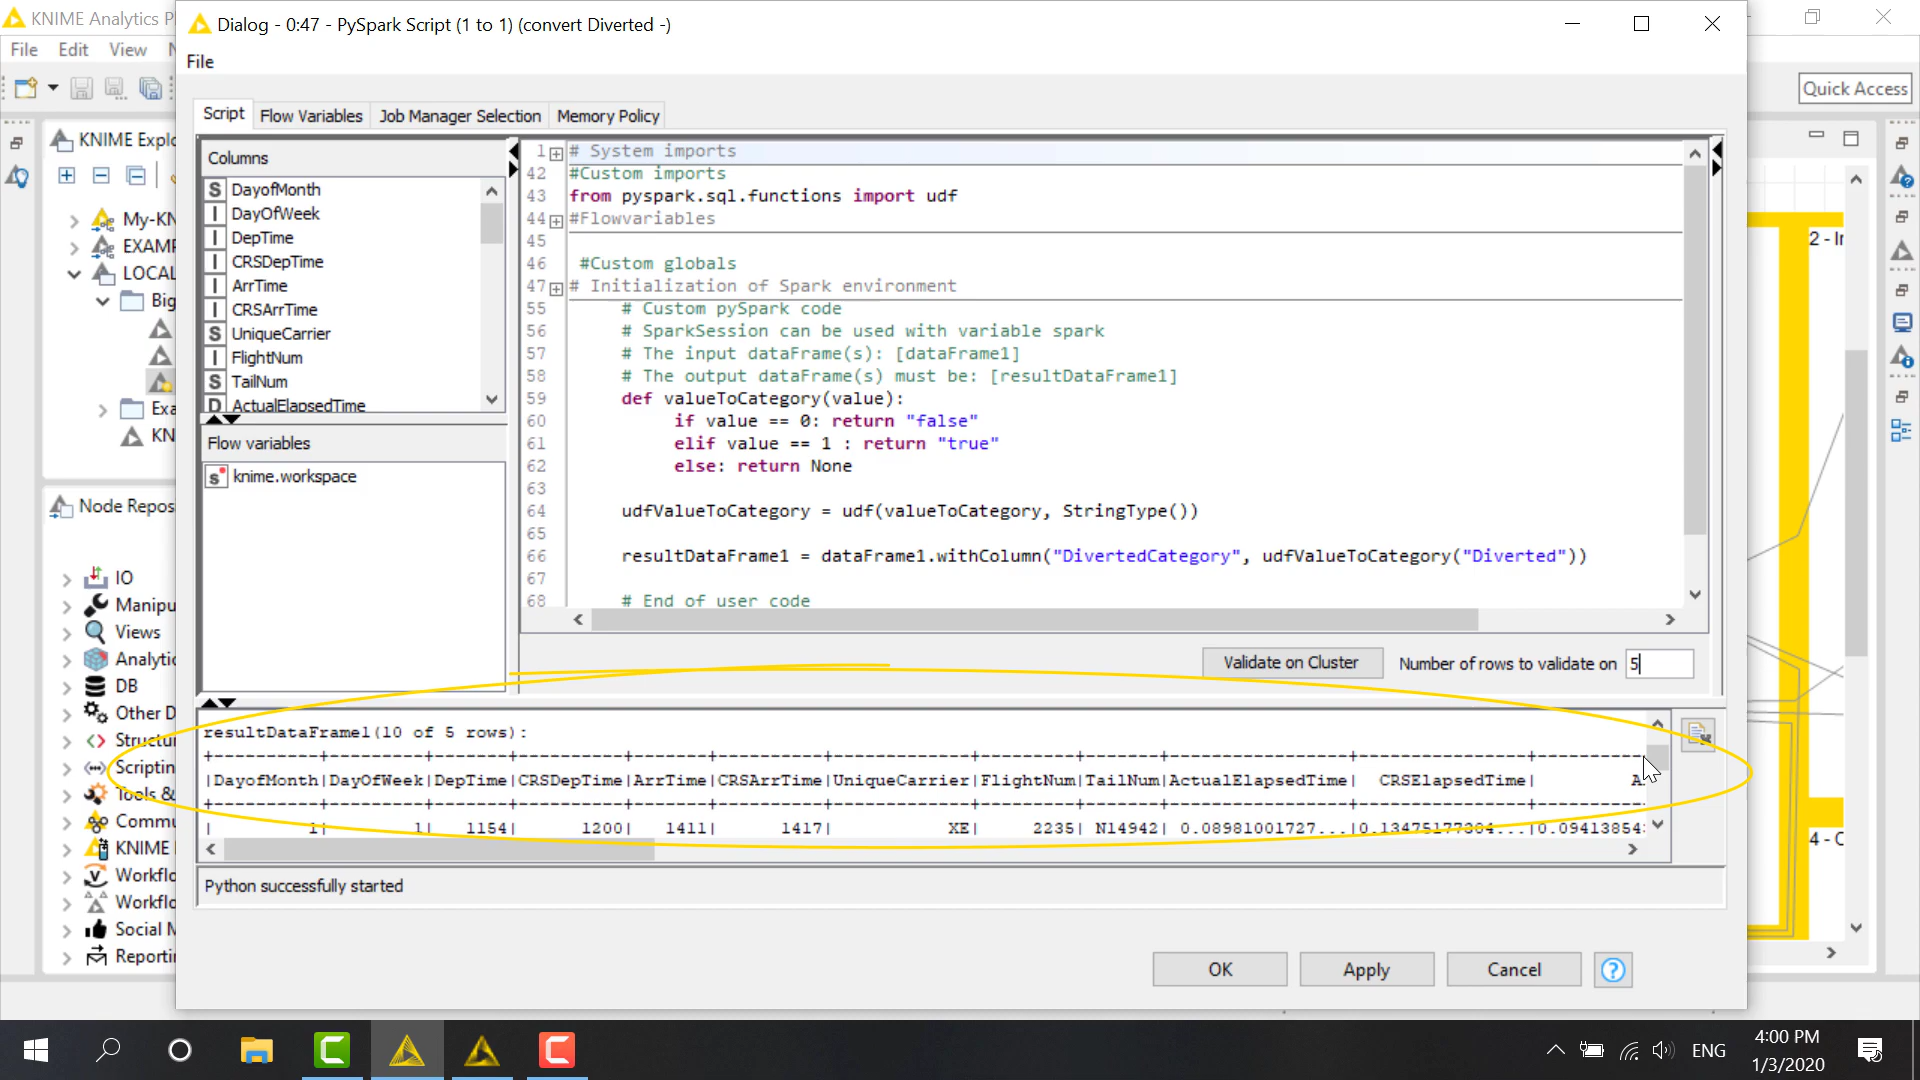 KNIME Analytics P
Dialog - 0:47 - PySpark Script (1 to 1) (convert Diverted -)
File Edit View N
File
Quick Access
Script Flow Variables Job Manager Selection Memory Policy
KNIME Explo
My-KN
EXAMP
LOCAL
Big
Exa
KN
Columns
S DayofMonth
I DayOfWeek
I DepTime
I CRSDepTime
I ArrTime
I CRSArrTime
S UniqueCarrier
I FlightNum
S TailNum
D ActualElapsedTime
Flow variables
s knime.workspace
1 # System imports
42 #Custom imports
43 from pyspark.sql.functions import udf
44 #Flowvariables
45
46 #Custom globals
47 # Initialization of Spark environment
55 # Custom pySpark code
56 # SparkSession can be used with variable spark
57 # The input dataFrame(s): [dataFrame1]
58 # The output dataFrame(s) must be: [resultDataFrame1]
59 def valueToCategory(value):
60 if value == 0: return "false"
61 elif value == 1 : return "true"
62 else: return None
63
64 udfValueToCategory = udf(valueToCategory, StringType())
65
66 resultDataFrame1 = dataFrame1.withColumn("DivertedCategory", udfValueToCategory("Diverted"))
67
68 # End of user code
Validate on Cluster Number of rows to validate on 5
2 - In
4 - C
Node Repos
IO
Manipu
Views
Analytic
DB
Other D
Structu
Scriptin
Tools &
Commu
KNIME
Workflo
Workflo
Social M
Reportin
resultDataFrame1(10 of 5 rows):
|DayofMonth|DayOfWeek|DepTime|CRSDepTime|ArrTime|CRSArrTime|UniqueCarrier|FlightNum|TailNum|ActualElapsedTime| CRSElapsedTime| A
| 1| 1| 1154| 1200| 1411| 1417| XE| 2235| N14942| 0.08981001727...|0.13475177304...|0.0941385
Python successfully started
OK Apply Cancel ?
ENG
4:00 PM
1/3/2020